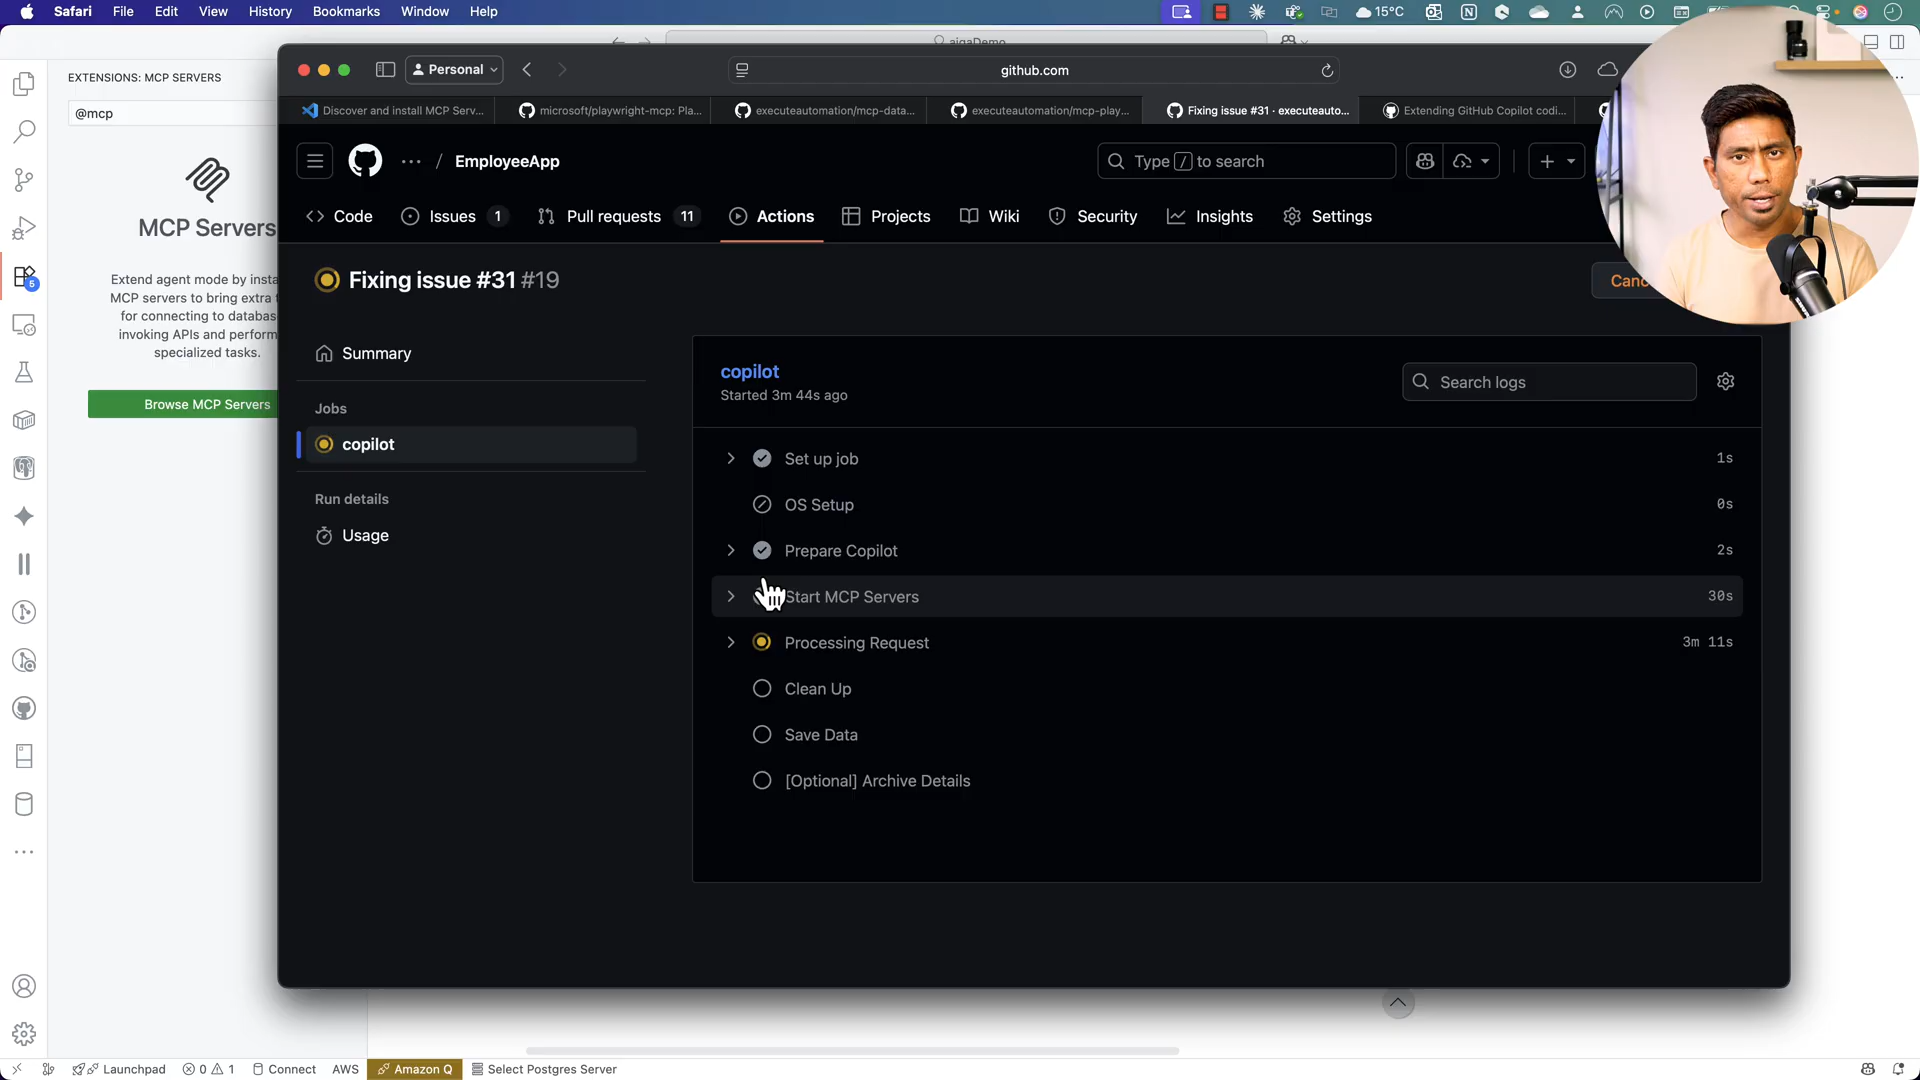 Safari File Edit View History Bookmarks Window Help
15°C
aiqaDemo
EXTENSIONS: MCP SERVERS
@mcp
MCP Servers
Extend agent mode by insta
MCP servers to bring extra
for connecting to databas
invoking APIs and perform
specialized tasks.
Browse MCP Servers
5
Personal
github.com
Discover and install MCP Serv...
microsoft/playwright-mcp: Pla...
executeautomation/mcp-data...
executeautomation/mcp-play...
Fixing issue #31 · executeauto...
Extending GitHub Copilot codi...
... / EmployeeApp
Type / to search
Code
Issues 1
Pull requests 11
Actions
Projects
Wiki
Security
Insights
Settings
Fixing issue #31 #19
Canc
Summary
Jobs
copilot
Run details
Usage
copilot
Started 3m 44s ago
Search logs
Set up job 1s
OS Setup 0s
Prepare Copilot 2s
Start MCP Servers 30s
Processing Request 3m 11s
Clean Up
Save Data
[Optional] Archive Details
Launchpad 0 1 Connect AWS Amazon Q Select Postgres Server